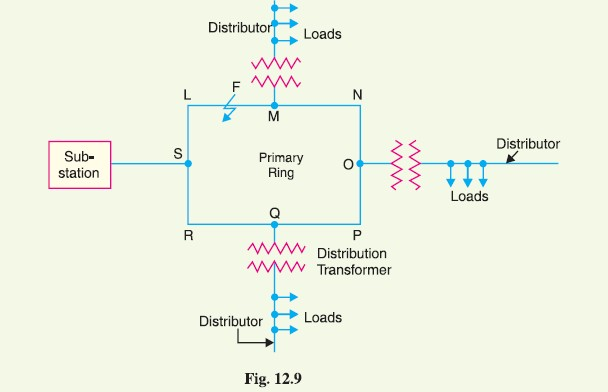 Distributor
Loads
F
L
N
M
Sub-
station
S
Primary
Ring
O
Distributor
Loads
Q
R
P
Distribution
Transformer
Distributor
Loads
Fig. 12.9